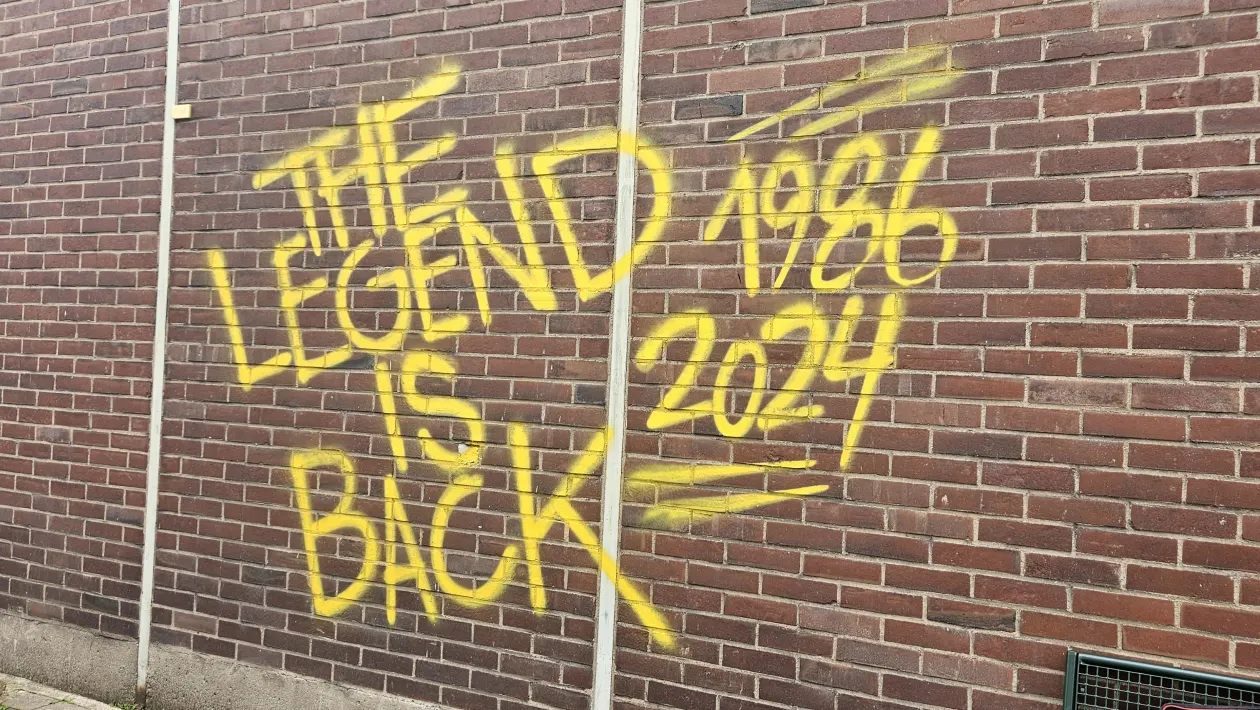 THE
LEGEND
IS
BACK
1986
2024